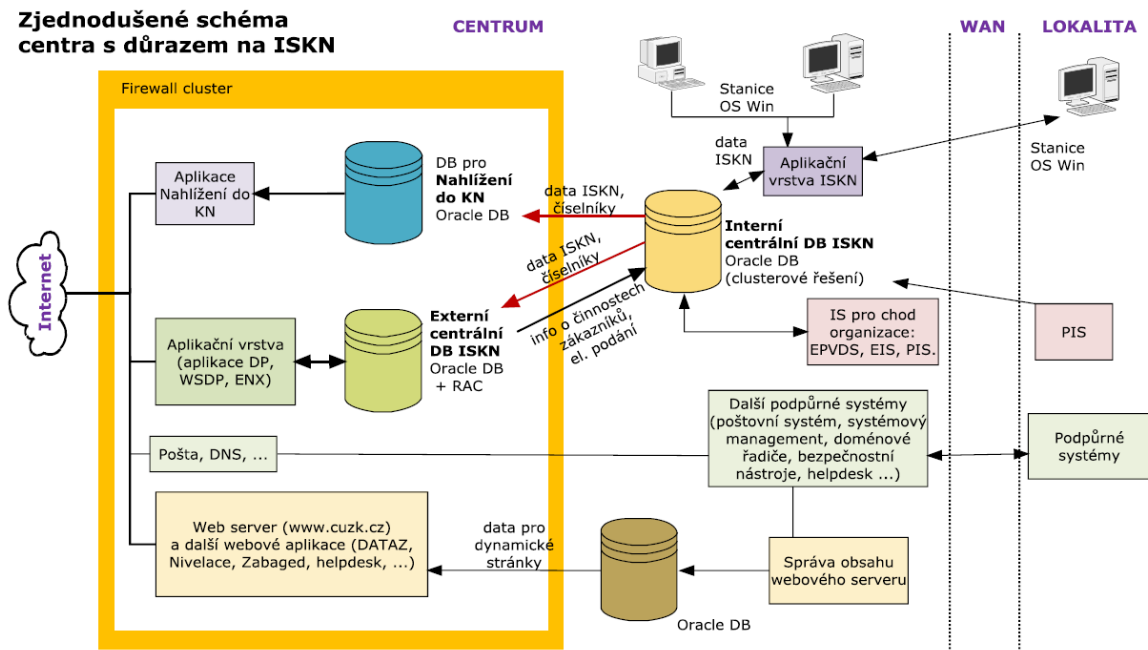 Zjednodušené schéma
centra s důrazem na ISKN
CENTRUM
WAN
LOKALITA
Firewall cluster
Stanice
OS Win
Stanice
OS Win
data
ISKN
Aplikační
vrstva ISKN
Aplikace
Nahlížení do
KN
DB pro
Nahlížení
do KN
Oracle DB
data ISKN,
číselníky
Interní
centrální DB ISKN
Oracle DB
(clusterové řešení)
data ISKN,
číselníky
Internet
info o činnostech
zákazníků,
el. podání
Aplikační vrstva
(aplikace DP,
WSDP, ENX)
Externí
centrální
DB ISKN
Oracle DB
+ RAC
IS pro chod
organizace:
EPVDS, EIS, PIS.
PIS
Další podpůrné systémy
(poštovní systém, systémový
management, doménové
řadiče, bezpečnostní
nástroje, helpdesk ...)
Podpůrné
systémy
Pošta, DNS, ...
Web server (www.cuzk.cz)
a další webové aplikace (DATAZ,
Nivelace, Zabaged, helpdesk, ...)
data pro
dynamické
stránky
Správa obsahu
webového serveru
Oracle DB